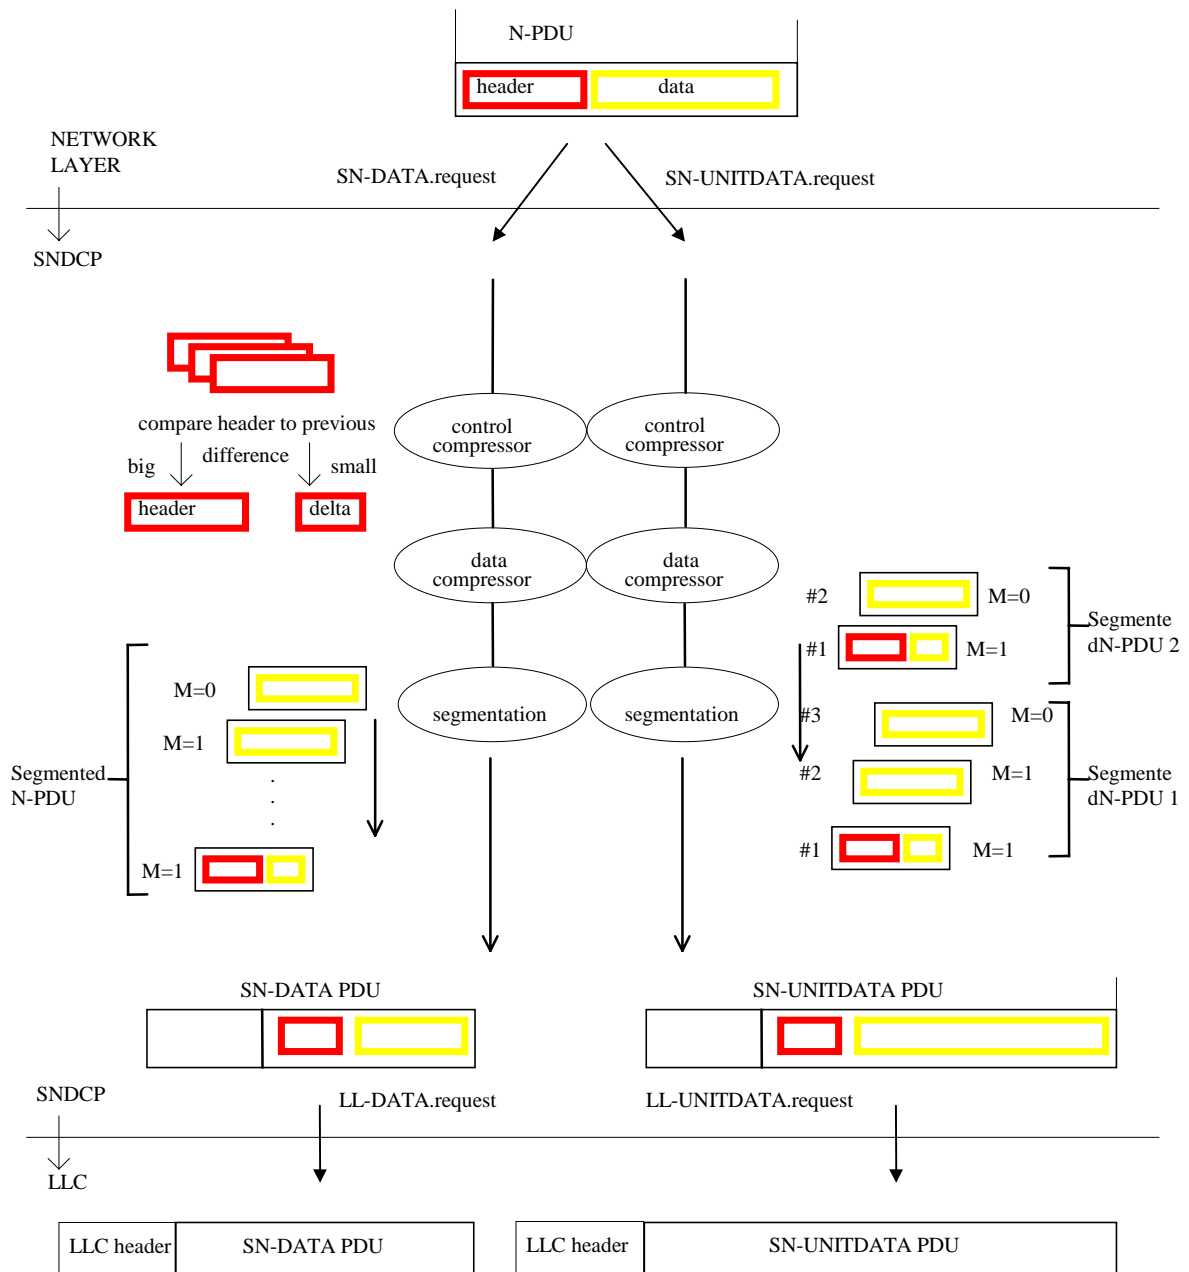 N-PDU
header data
NETWORK
LAYER
SN-DATA.request SN-UNITDATA.request
SNDCP
compare header to previous
difference
big small
header delta
control
compressor
control
compressor
data
compressor
data
compressor
segmentation segmentation
M=0
M=1
.
.
.
M=1
Segmented
N-PDU
#2 M=0
#1 M=1
Segmente
dN-PDU 2
#3 M=0
#2 M=1
#1 M=1
Segmente
dN-PDU 1
SN-DATA PDU SN-UNITDATA PDU
SNDCP
LL-DATA.request LL-UNITDATA.request
LLC
LLC header SN-DATA PDU LLC header SN-UNITDATA PDU